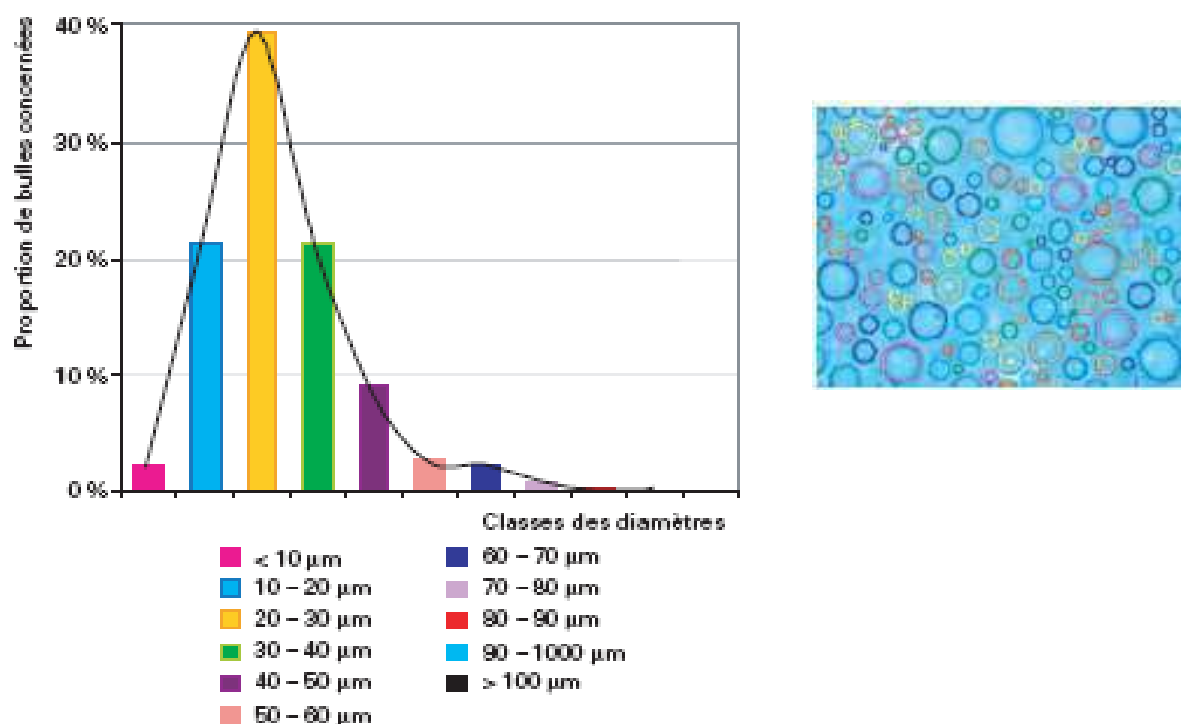 Proportion de bulles concernées
40 %
30 %
20 %
10 %
0 %
Classes des diamètres
< 10 µm
10 – 20 µm
20 – 30 µm
30 – 40 µm
40 – 50 µm
50 – 60 µm
60 – 70 µm
70 – 80 µm
80 – 90 µm
90 – 1000 µm
> 100 µm